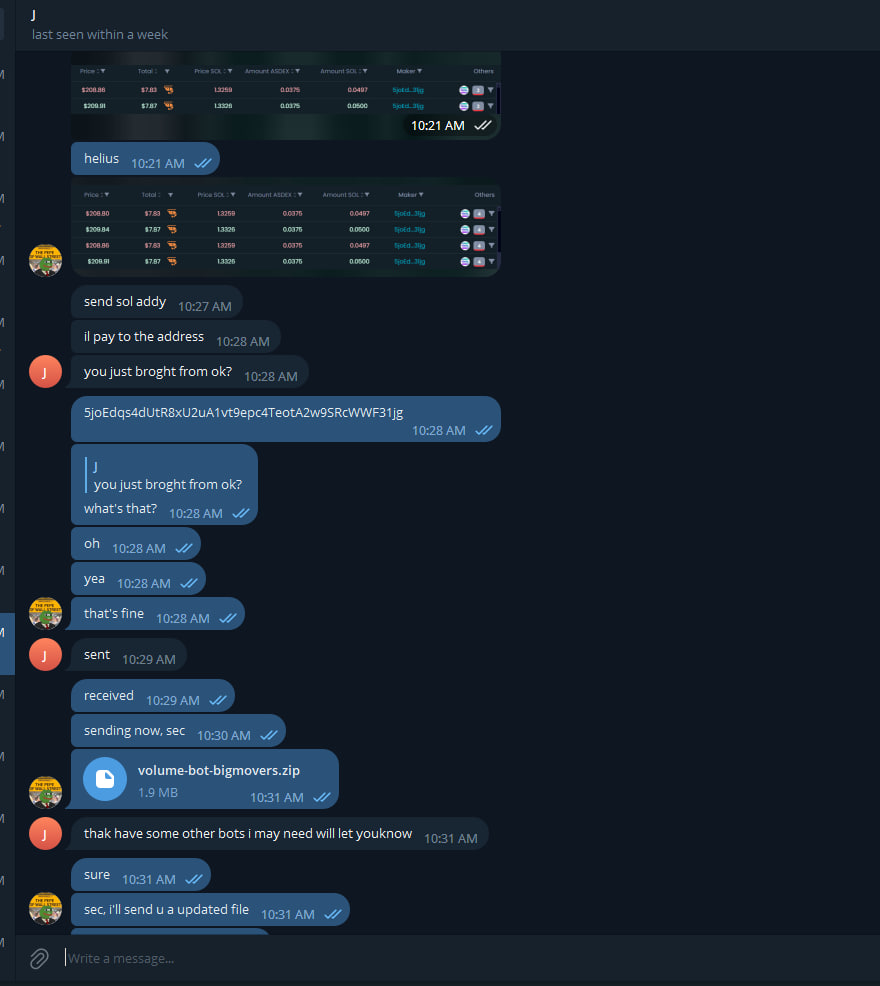 J
last seen within a week
Price Total Price SOL Amount ASDEX Amount SOL Maker Others
$208.86 $7.83 1.3259 0.0375 0.0497 5joEd...31jg
$209.91 $7.87 1.3326 0.0375 0.0500 5joEd...31jg
10:21 AM
helius 10:21 AM
Price Total Price SOL Amount ASDEX Amount SOL Maker Others
$208.80 $7.83 1.3259 0.0375 0.0497 5joEd...31jg
$209.84 $7.87 1.3326 0.0375 0.0500 5joEd...31jg
$208.86 $7.83 1.3259 0.0375 0.0497 5joEd...31jg
$209.91 $7.87 1.3326 0.0375 0.0500 5joEd...31jg
send sol addy 10:27 AM
il pay to the address 10:28 AM
J
you just broght from ok? 10:28 AM
5joEdqs4dUtR8xU2uA1vt9epc4TeotA2w9SRcWWF31jg
10:28 AM
J
you just broght from ok?
what's that? 10:28 AM
oh 10:28 AM
yea 10:28 AM
that's fine 10:28 AM
J
sent 10:29 AM
received 10:29 AM
sending now, sec 10:30 AM
volume-bot-bigmovers.zip
1.9 MB 10:31 AM
J
thak have some other bots i may need will let youknow 10:31 AM
sure 10:31 AM
sec, i'll send u a updated file 10:31 AM
Write a message...